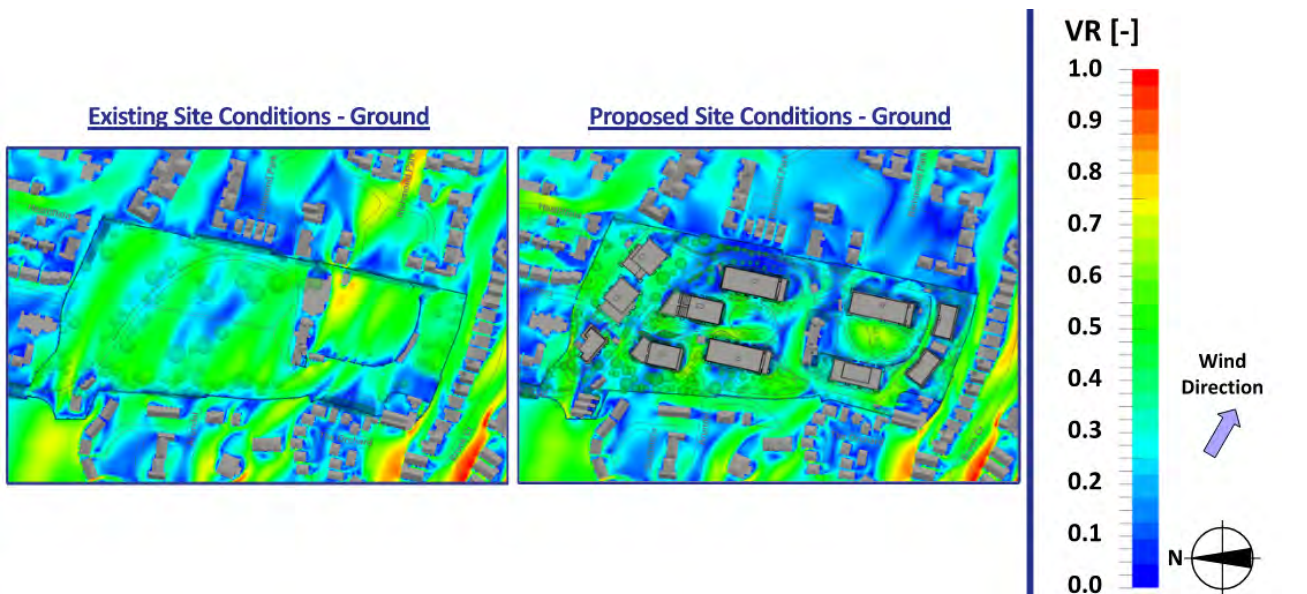 VR [-]
1.0
0.9
0.8
0.7
0.6
0.5
0.4
0.3
0.2
0.1
0.0
Existing Site Conditions - Ground
Proposed Site Conditions - Ground
Wind
Direction
N